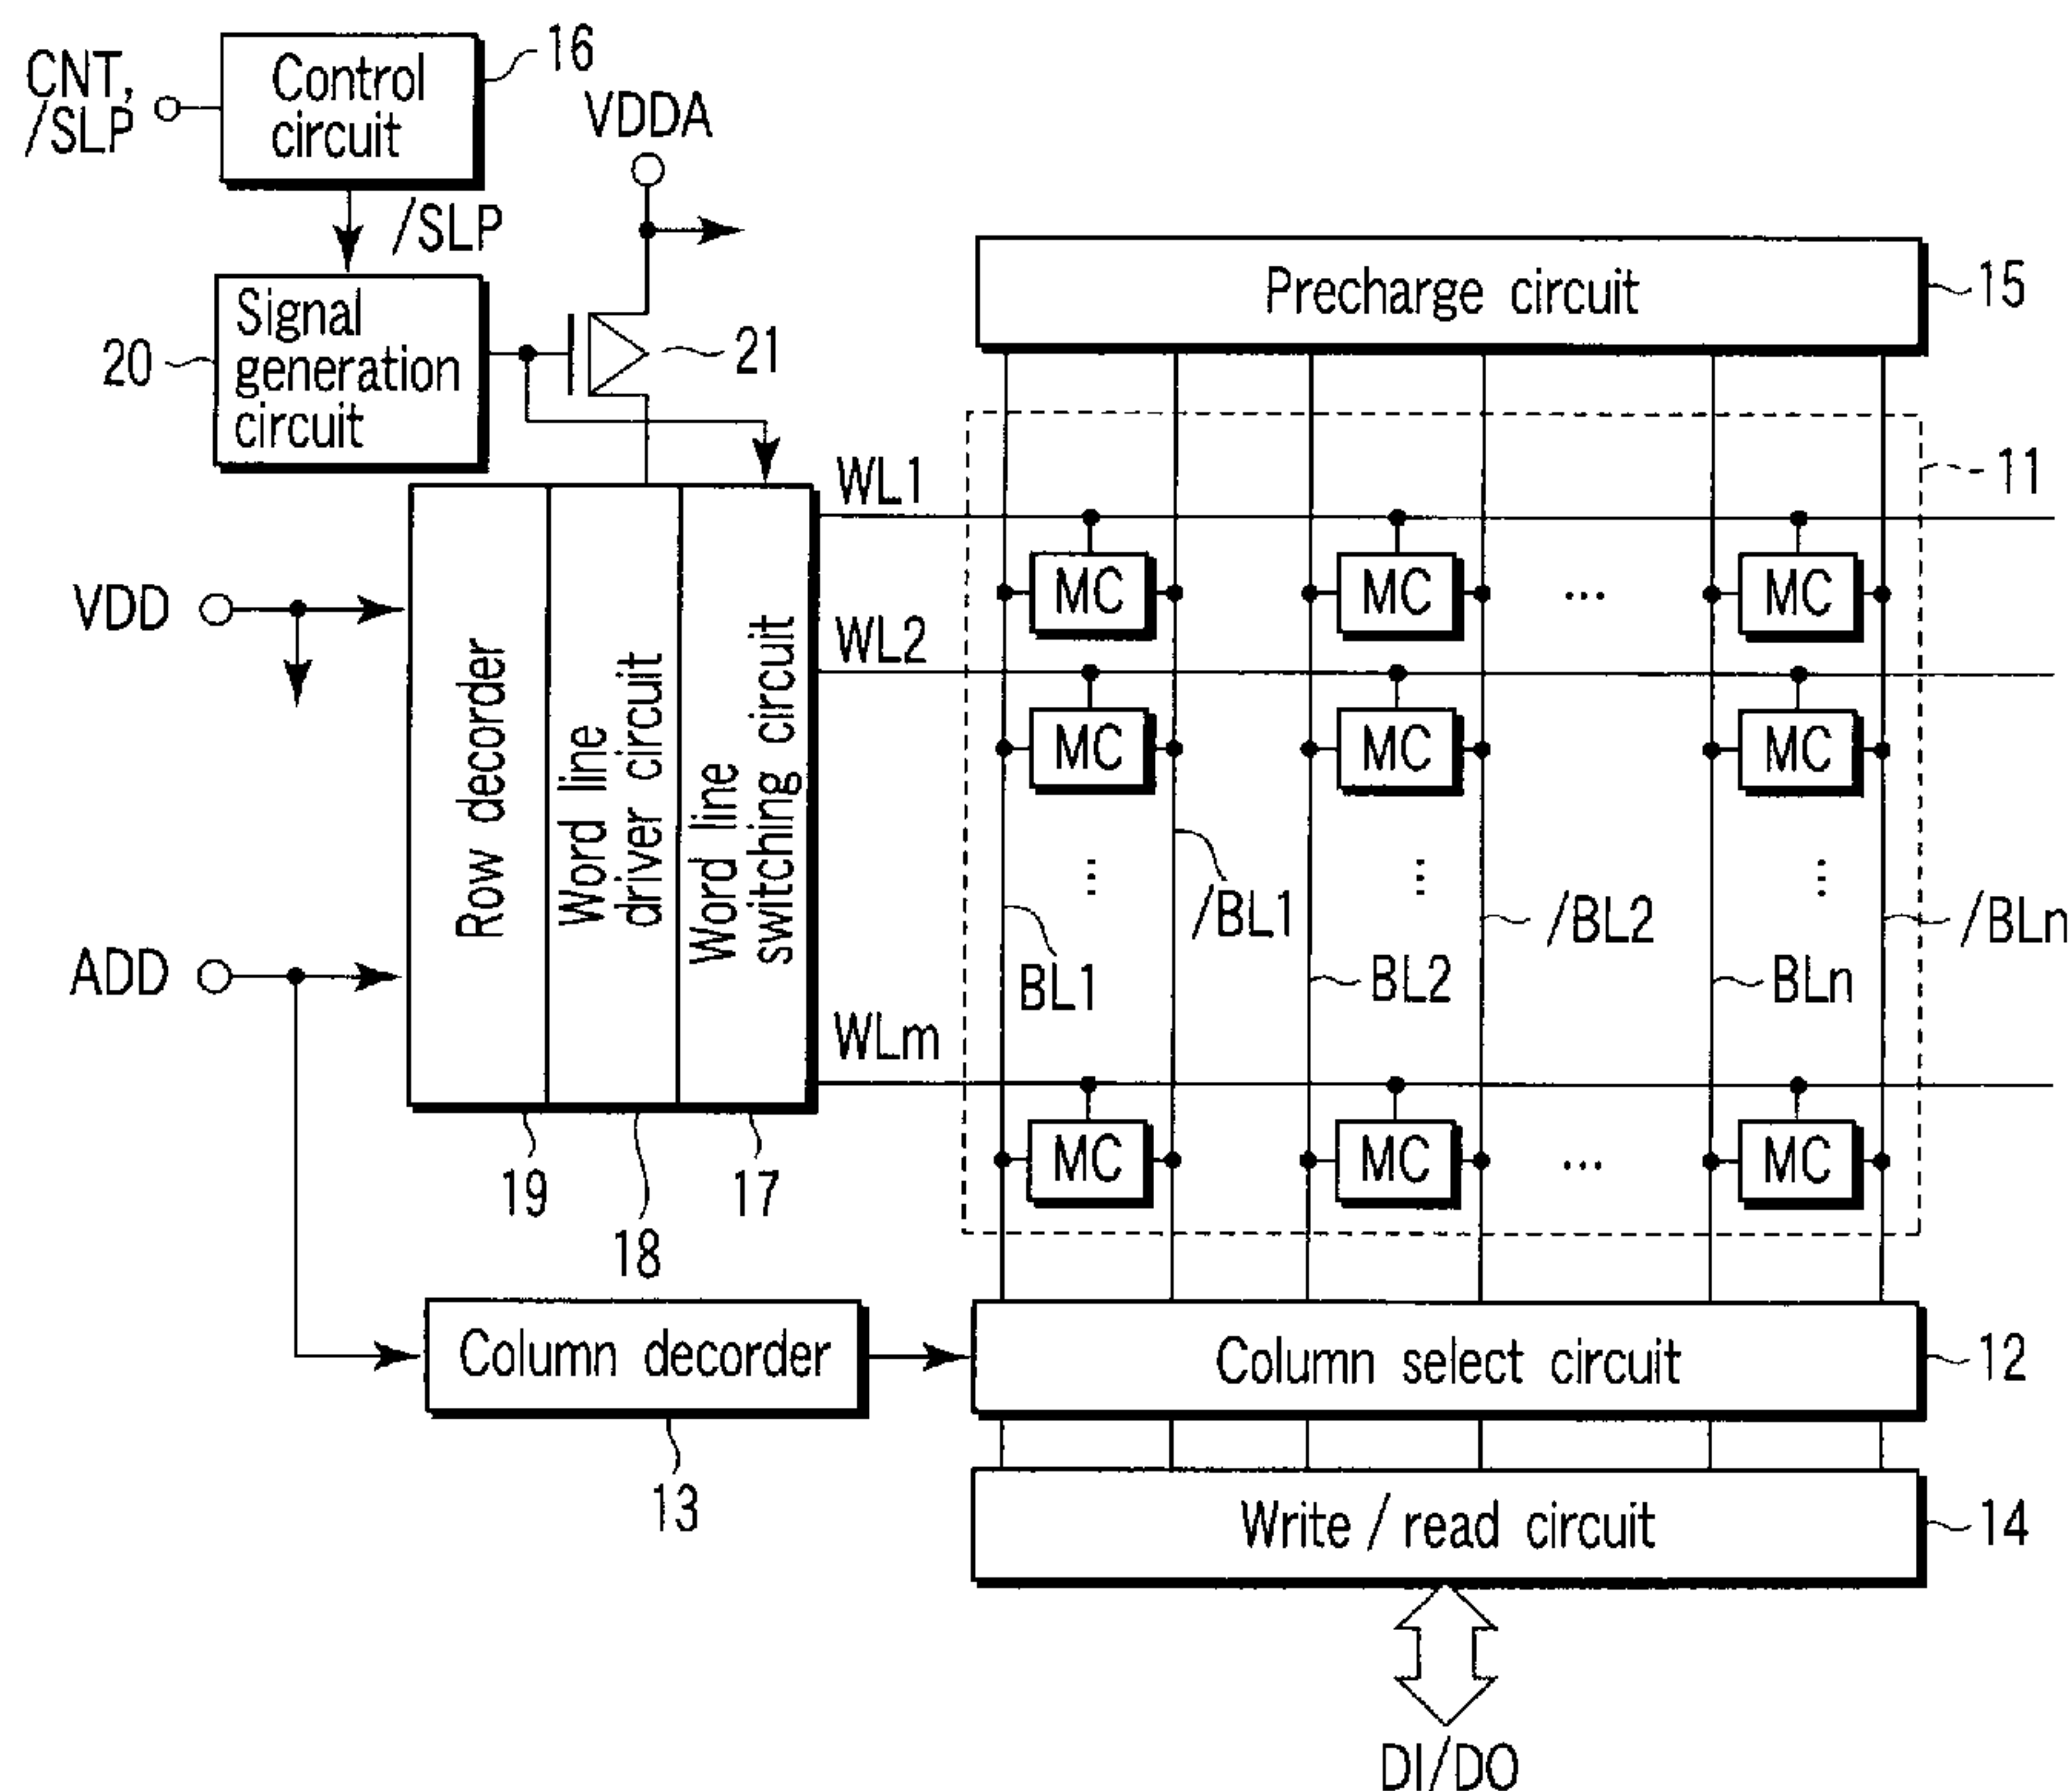 CNT,
/SLP
Control
circuit
16
VDDA
/SLP
Signal
generation
circuit
20
21
Precharge circuit
15
11
WL1
MC
MC
...
MC
VDD
WL2
MC
MC
MC
Row decorder
Word line
driver circuit
Word line
switching circuit
⋮
⋮
⋮
/BL1
/BL2
/BLn
ADD
BL1
BL2
BLn
WLm
MC
MC
...
MC
19
18
17
Column decorder
13
Column select circuit
12
Write / read circuit
14
DI/DO